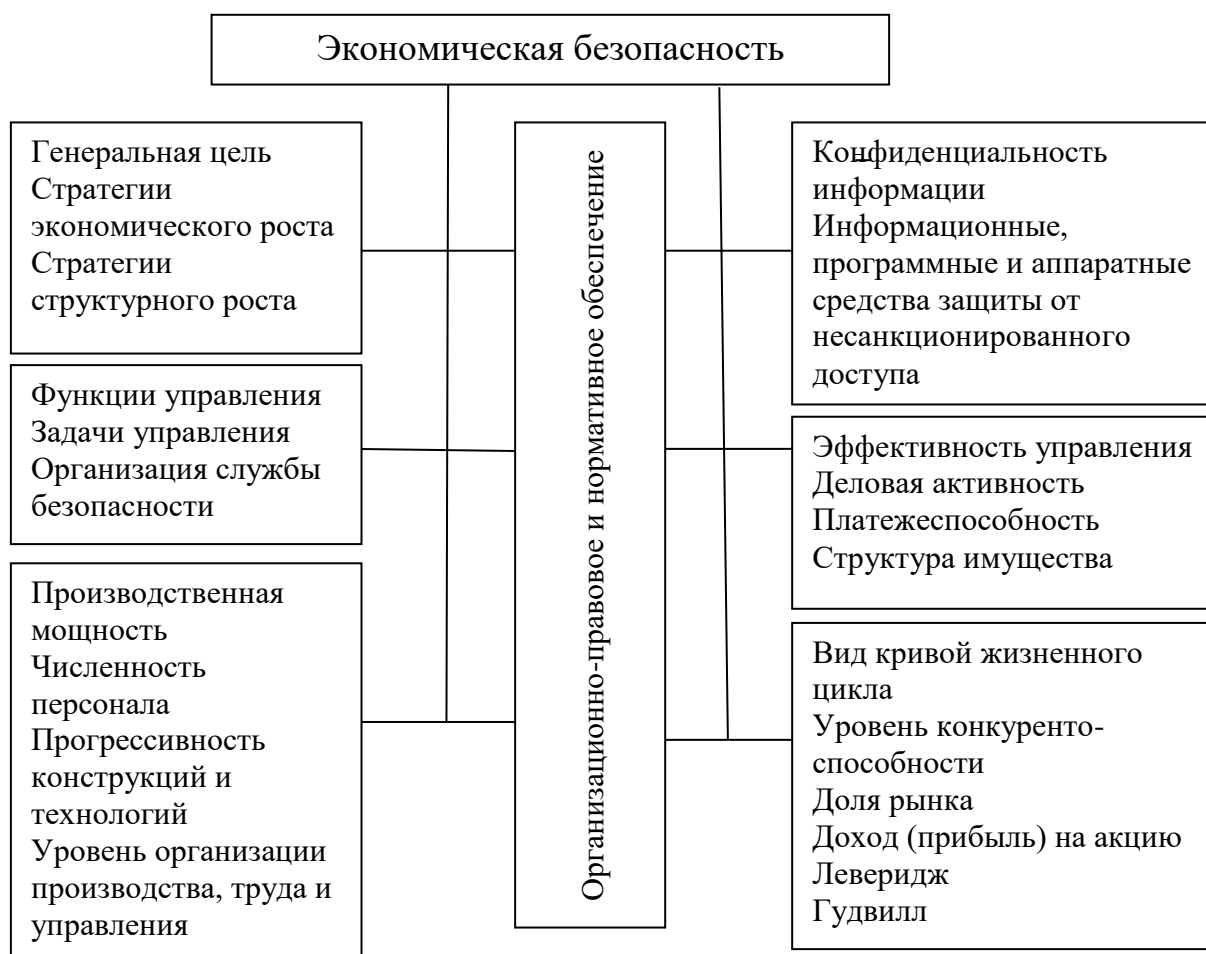 Экономическая безопасность
Генеральная цель
Стратегии
экономического роста
Стратегии
структурного роста
Функции управления
Задачи управления
Организация службы
безопасности
Производственная
мощность
Численность
персонала
Прогрессивность
конструкций и
технологий
Уровень организации
производства, труда и
управления
Организационно-правовое и нормативное обеспечение
Конфиденциальность
информации
Информационные,
программные и аппаратные
средства защиты от
несанкционированного
доступа
Эффективность управления
Деловая активность
Платежеспособность
Структура имущества
Вид кривой жизненного
цикла
Уровень конкуренто-
способности
Доля рынка
Доход (прибыль) на акцию
Леверидж
Гудвилл